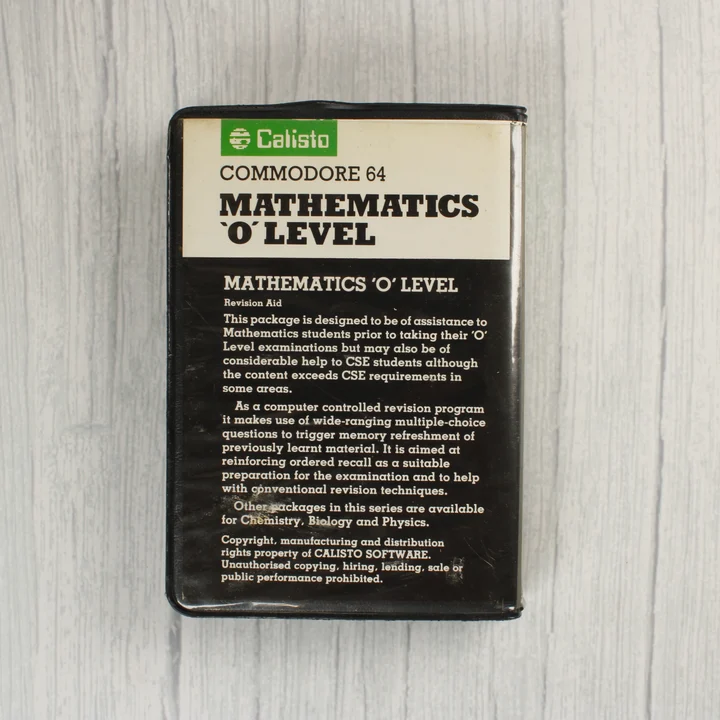 Calisto
COMMODORE 64
MATHEMATICS
`O´ LEVEL
MATHEMATICS ‘O’ LEVEL
Revision Aid
This package is designed to be of assistance to
Mathematics students prior to taking their ‘O’
Level examinations but may also be of
considerable help to CSE students although
the content exceeds CSE requirements in
some areas.
As a computer controlled revision program
it makes use of wide-ranging multiple-choice
questions to trigger memory refreshment of
previously learnt material. It is aimed at
reinforcing ordered recall as a suitable
preparation for the examination and to help
with conventional revision techniques.
Other packages in this series are available
for Chemistry, Biology and Physics.
Copyright, manufacturing and distribution
rights property of CALISTO SOFTWARE.
Unauthorised copying, hiring, lending, sale or
public performance prohibited.